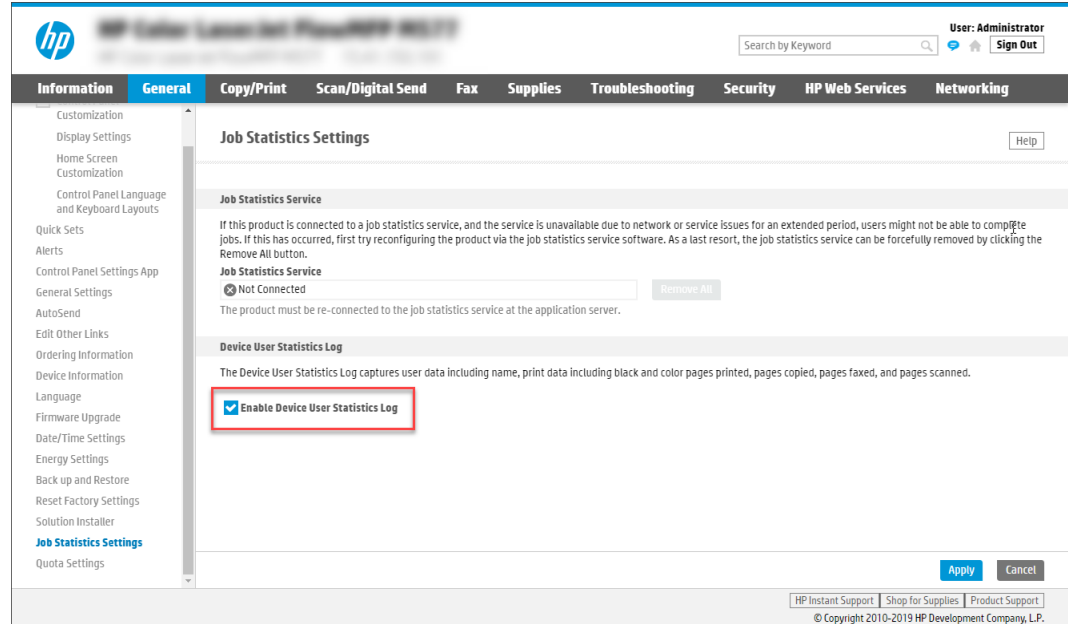 hp
User: Administrator
Search by Keyword
Sign Out
Information General Copy/Print Scan/Digital Send Fax Supplies Troubleshooting Security HP Web Services Networking
Customization
Display Settings
Home Screen
Customization
Control Panel Language
and Keyboard Layouts
Quick Sets
Alerts
Control Panel Settings App
General Settings
AutoSend
Edit Other Links
Ordering Information
Device Information
Language
Firmware Upgrade
Date/Time Settings
Energy Settings
Back up and Restore
Reset Factory Settings
Solution Installer
Job Statistics Settings
Quota Settings
Job Statistics Settings
Help
Job Statistics Service
If this product is connected to a job statistics service, and the service is unavailable due to network or service issues for an extended period, users might not be able to complete
jobs. If this has occurred, first try reconfiguring the product via the job statistics service software. As a last resort, the job statistics service can be forcefully removed by clicking the
Remove All button.
Job Statistics Service
Not Connected
Remove All
The product must be re-connected to the job statistics service at the application server.
Device User Statistics Log
The Device User Statistics Log captures user data including name, print data including black and color pages printed, pages copied, pages faxed, and pages scanned.
Enable Device User Statistics Log
Apply Cancel
HP Instant Support Shop for Supplies Product Support
© Copyright 2010-2019 HP Development Company, L.P.